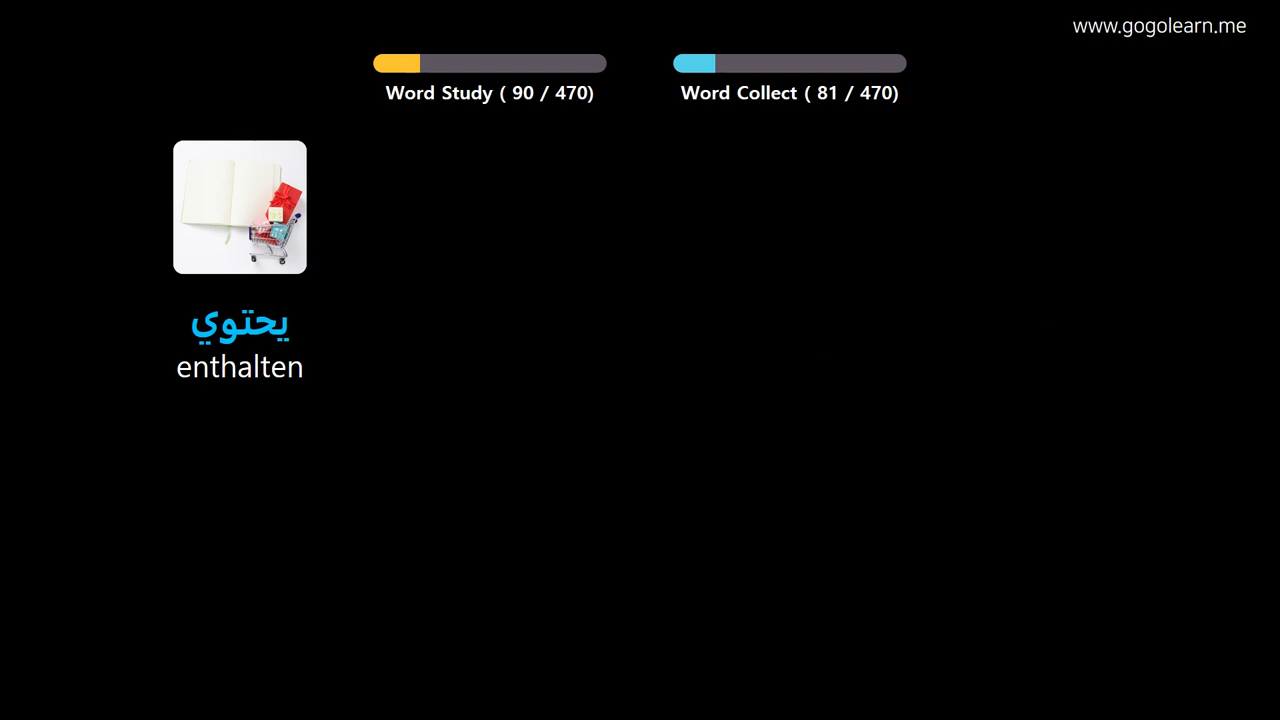 www.gogolearn.me
Word Study ( 90 / 470)
Word Collect ( 81 / 470)
يحتوي
enthalten